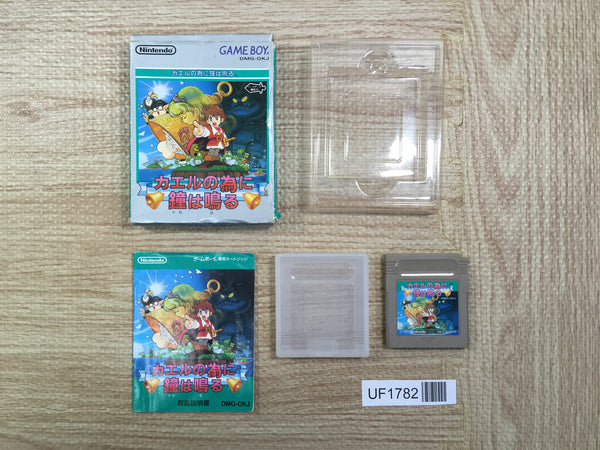 Nintendo
GAME BOY
DMG-OKJ
カエルの為に鐘は鳴る
カエルの為に
鐘は鳴る
Nintendo
ゲームボーイ専用カートリッジ
カエルの為に
鐘は鳴る
取扱説明書 DMG-OKJ
カエルの為に
鐘は鳴る
UF1782